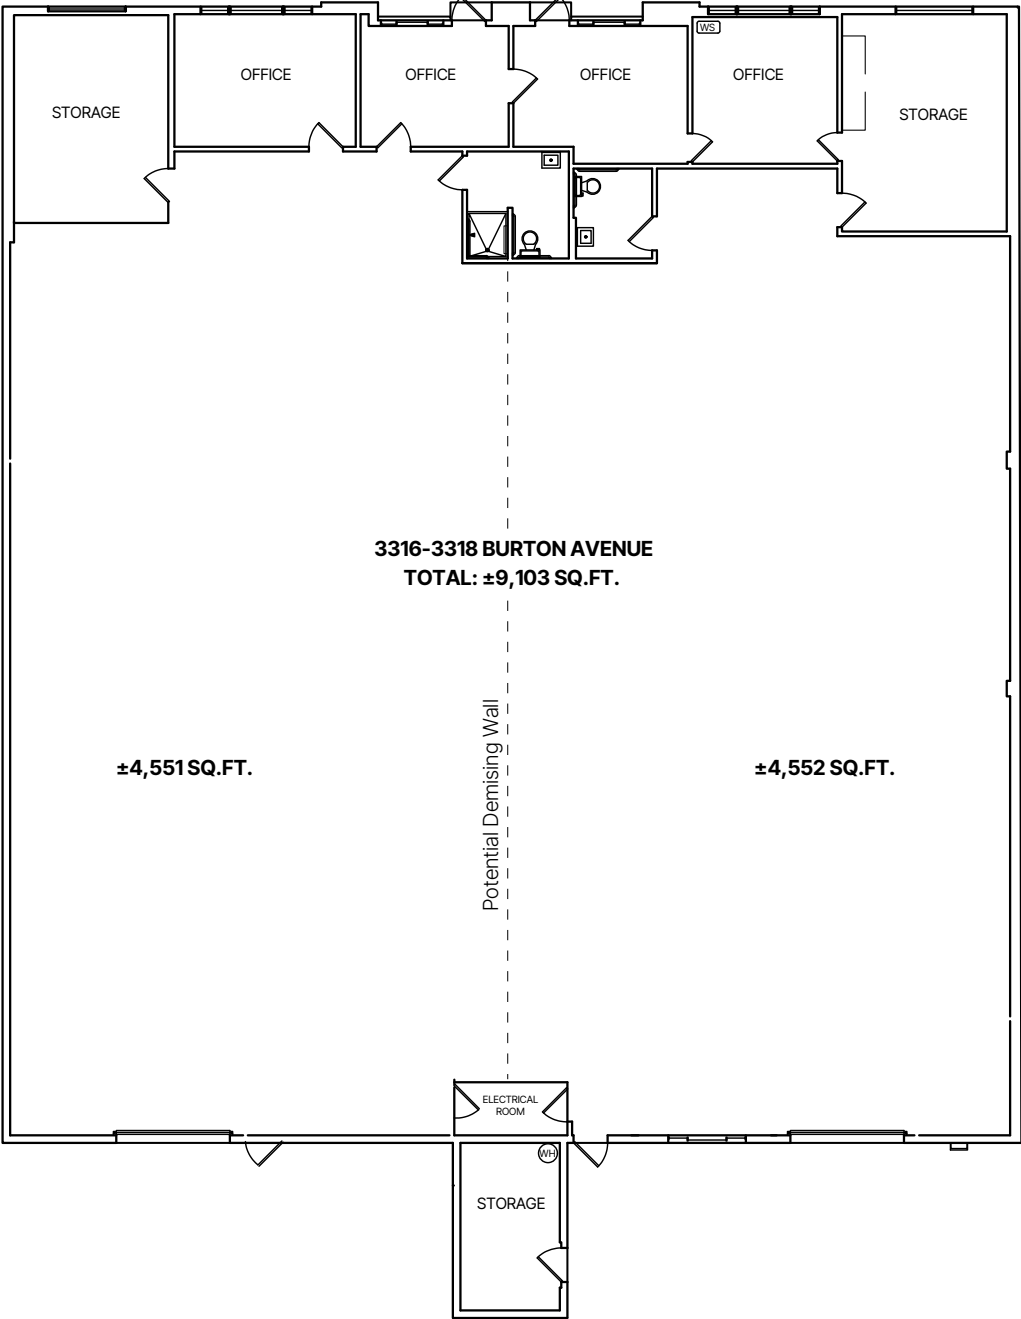 WS
OFFICE
OFFICE
OFFICE
OFFICE
STORAGE
STORAGE
3316-3318 BURTON AVENUE
TOTAL: ±9,103 SQ.FT.
Potential Demising Wall
±4,551 SQ.FT.
±4,552 SQ.FT.
ELECTRICAL
ROOM
WH
STORAGE